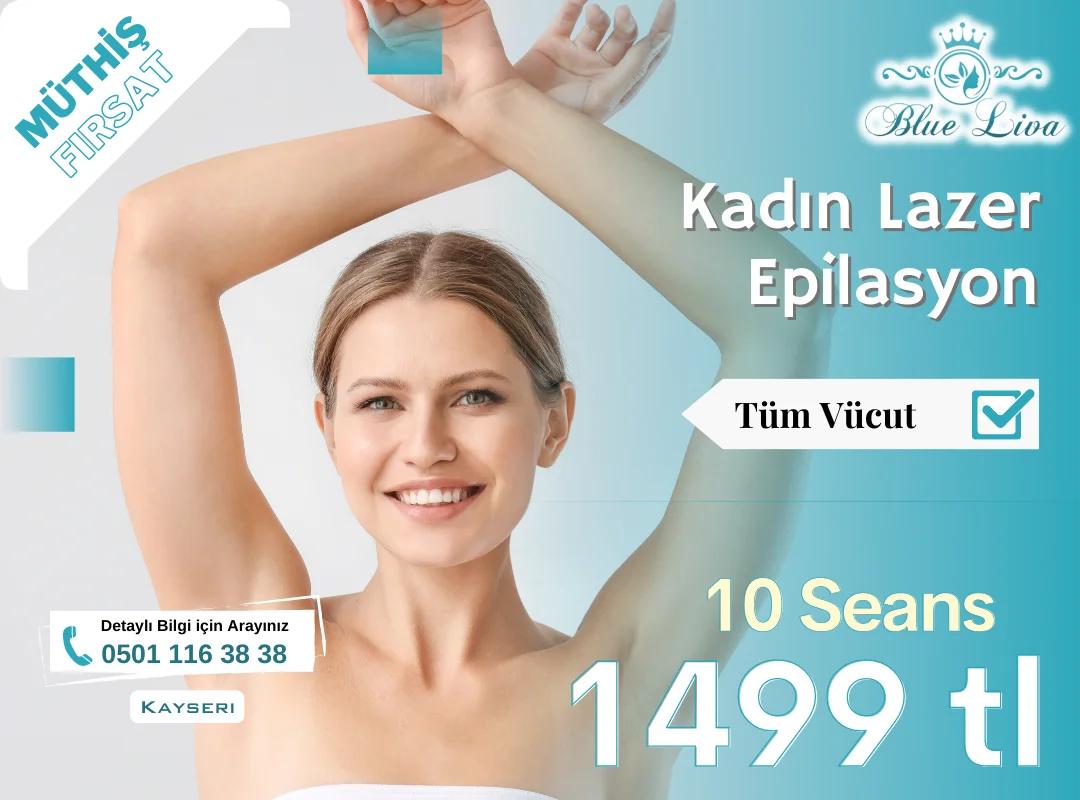 MÜTHİŞ
FIRSAT
Blue Liva
Kadın Lazer
Epilasyon
Tüm Vücut
10 Seans
1499 tl
Detaylı Bilgi için Arayınız
0501 116 38 38
KAYSERI